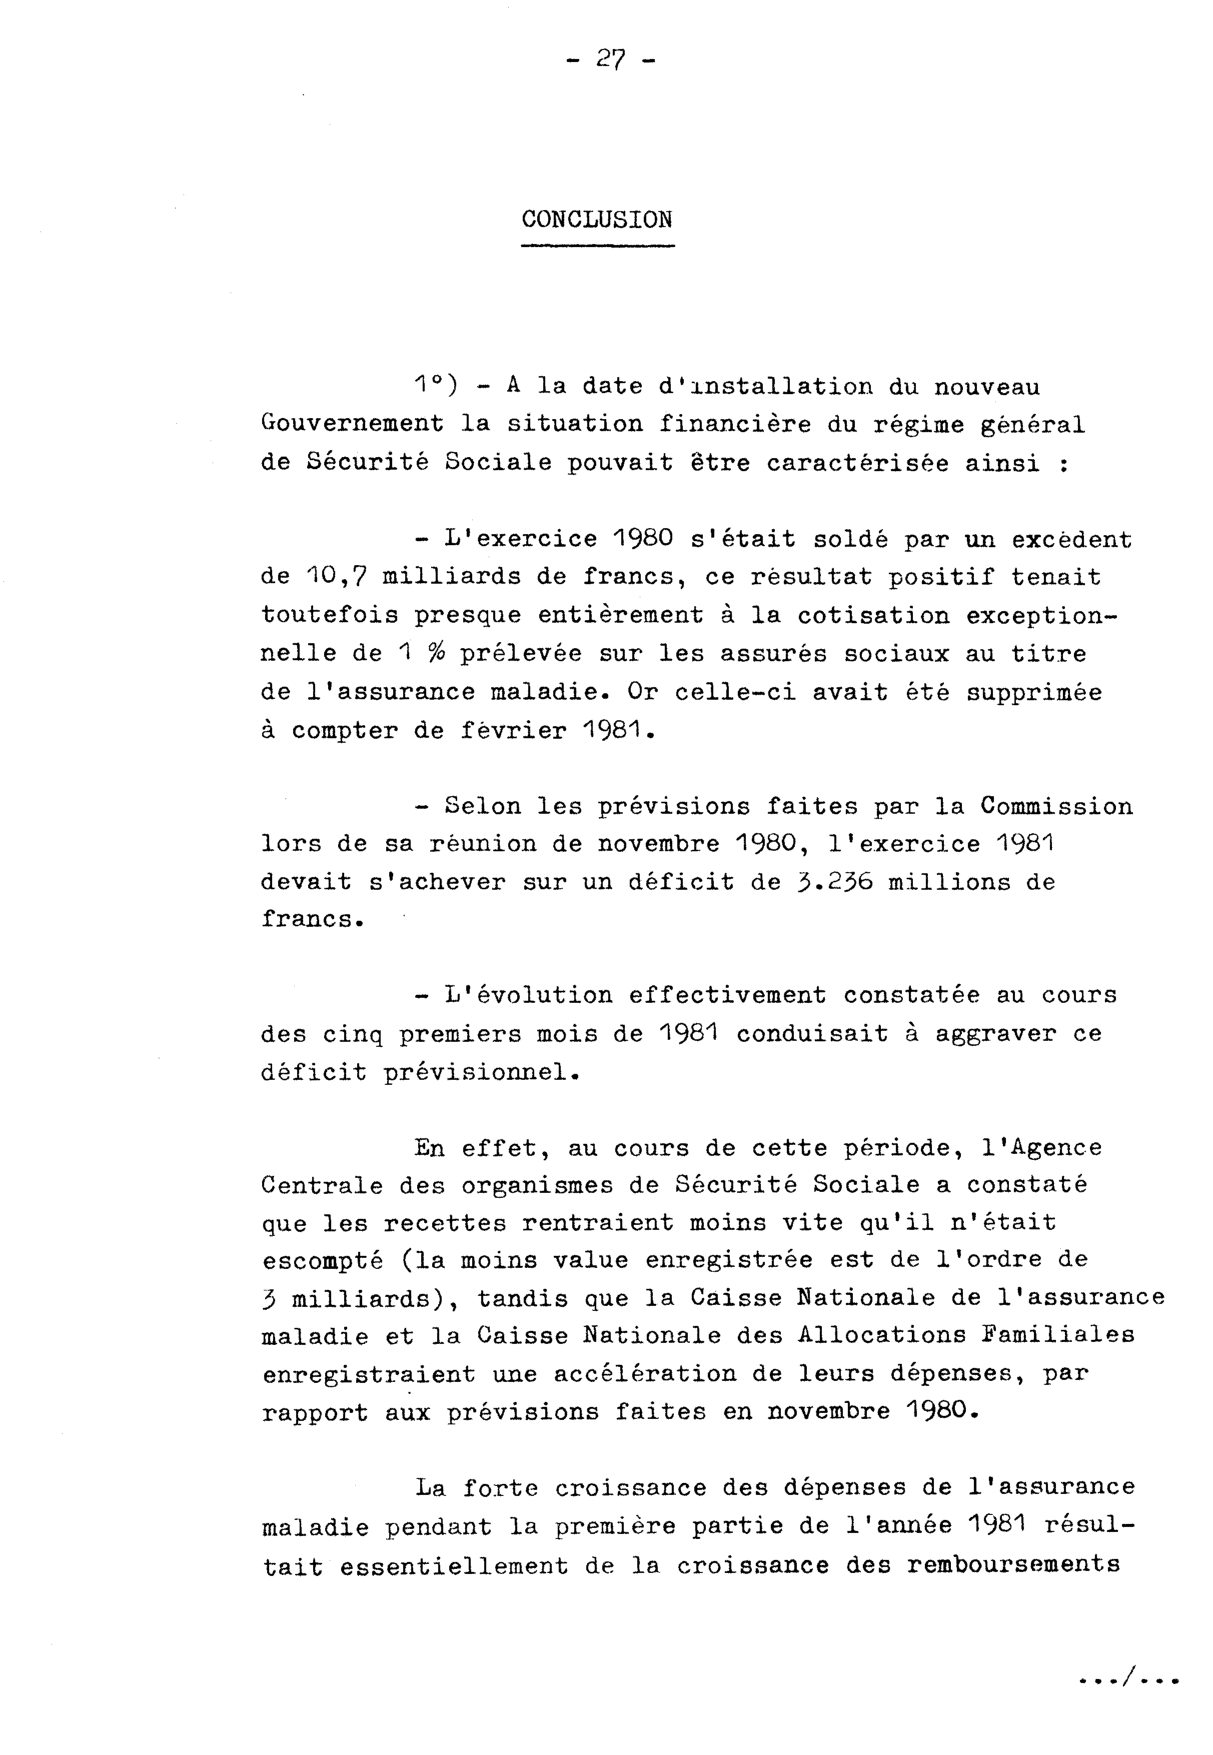 - 27 -
CONCLUSION
1°) - A la date d'installation du nouveau
Gouvernement la situation financière du régime général
de Sécurité Sociale pouvait être caractérisée ainsi :
- L'exercice 1980 s'était soldé par un excédent
de 10,7 milliards de francs, ce résultat positif tenait
toutefois presque entièrement à la cotisation exception-
nelle de 1 % prélevée sur les assurés sociaux au titre
de l'assurance maladie. Or celle-ci avait été supprimée
à compter de février 1981.
- Selon les prévisions faites par la Commission
lors de sa réunion de novembre 1980, l'exercice 1981
devait s'achever sur un déficit de 3.236 millions de
francs.
- L'évolution effectivement constatée au cours
des cinq premiers mois de 1981 conduisait à aggraver ce
déficit prévisionnel.
En effet, au cours de cette période, l'Agence
Centrale des organismes de Sécurité Sociale a constaté
que les recettes rentraient moins vite qu'il n'était
escompté (la moins value enregistrée est de l'ordre de
3 milliards), tandis que la Caisse Nationale de l'assurance
maladie et la Caisse Nationale des Allocations Familiales
enregistraient une accélération de leurs dépenses, par
rapport aux prévisions faites en novembre 1980.
La forte croissance des dépenses de l'assurance
maladie pendant la première partie de l'année 1981 résul-
tait essentiellement de la croissance des remboursements
.../...